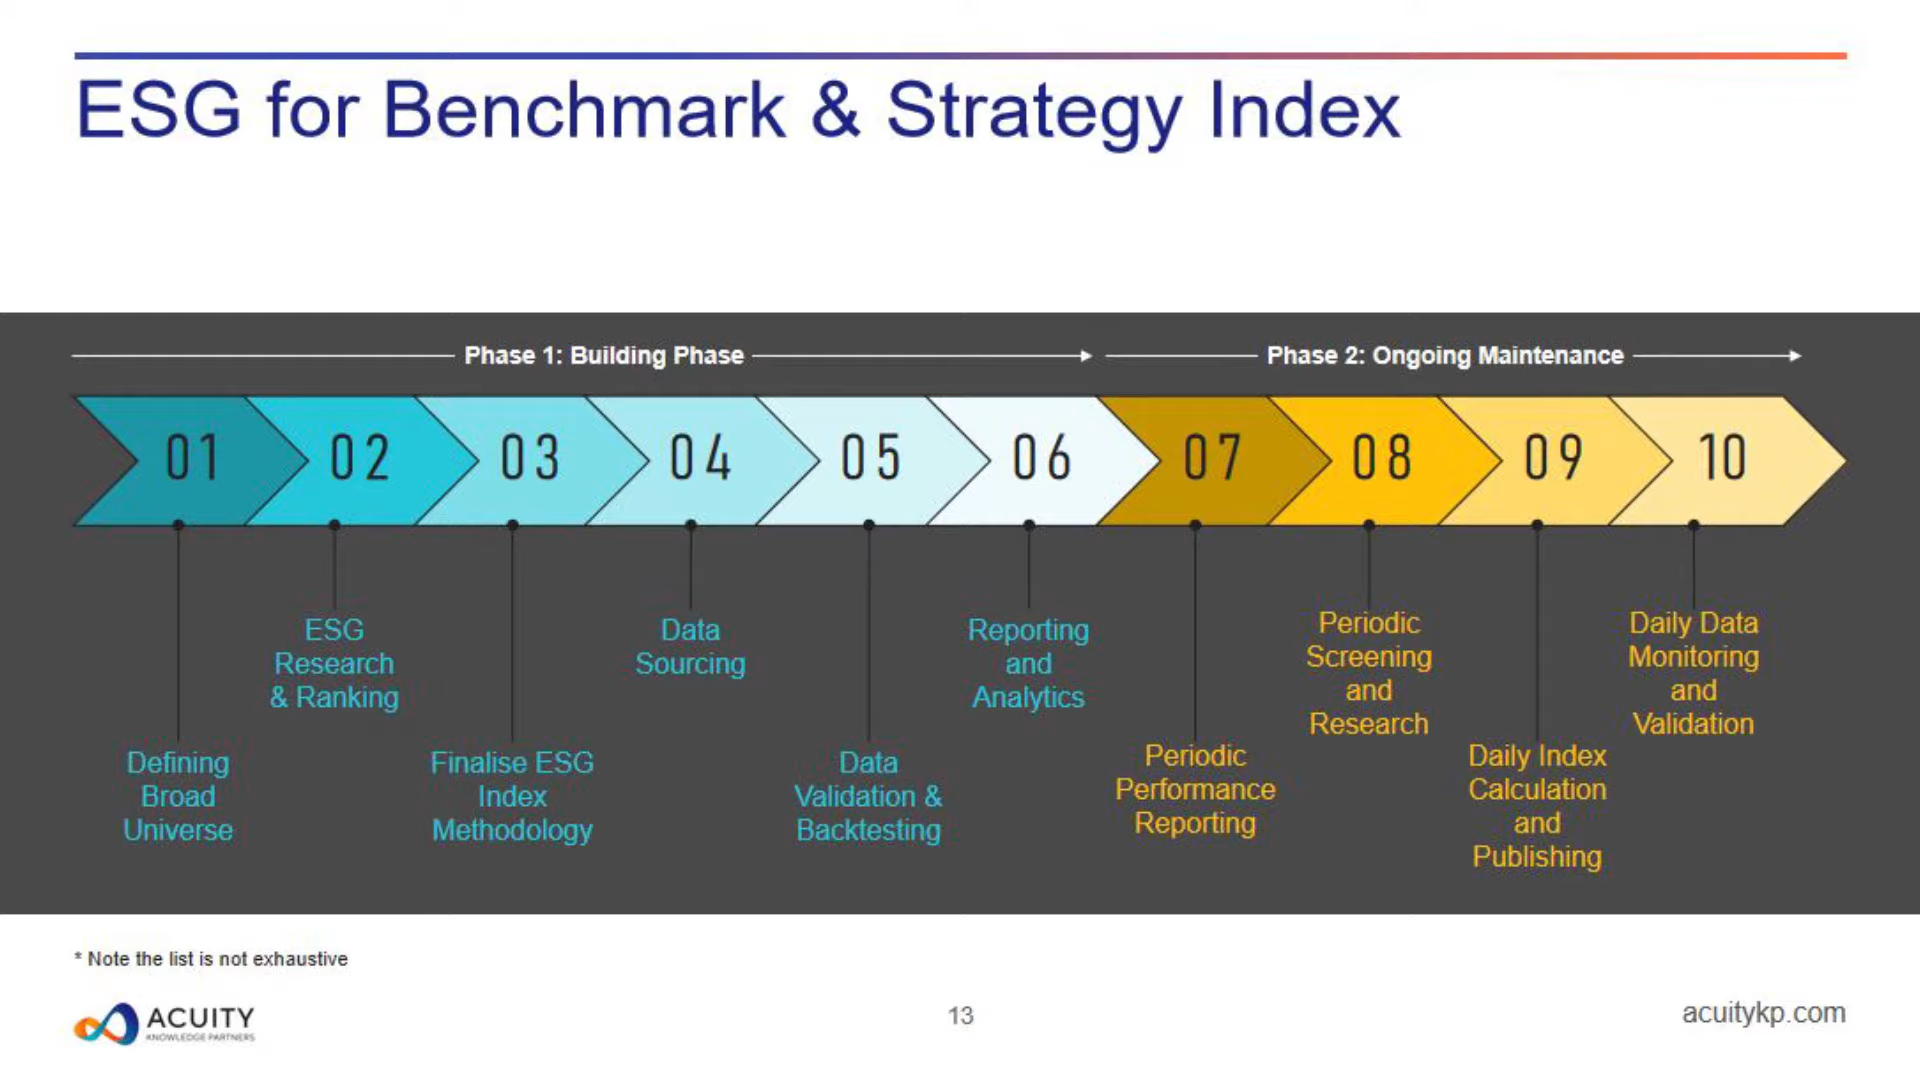 ESG for Benchmark & Strategy Index
Phase 1: Building Phase
Phase 2: Ongoing Maintenance
01
02
03
04
05
06
07
08
09
10
Defining
Broad
Universe
ESG
Research
& Ranking
Finalise ESG
Index
Methodology
Data
Sourcing
Data
Validation &
Backtesting
Reporting
and
Analytics
Periodic
Performance
Reporting
Periodic
Screening
and
Research
Daily Index
Calculation
and
Publishing
Daily Data
Monitoring
and
Validation
* Note the list is not exhaustive
ACUITY
KNOWLEDGE PARTNERS
13
acuitykp.com